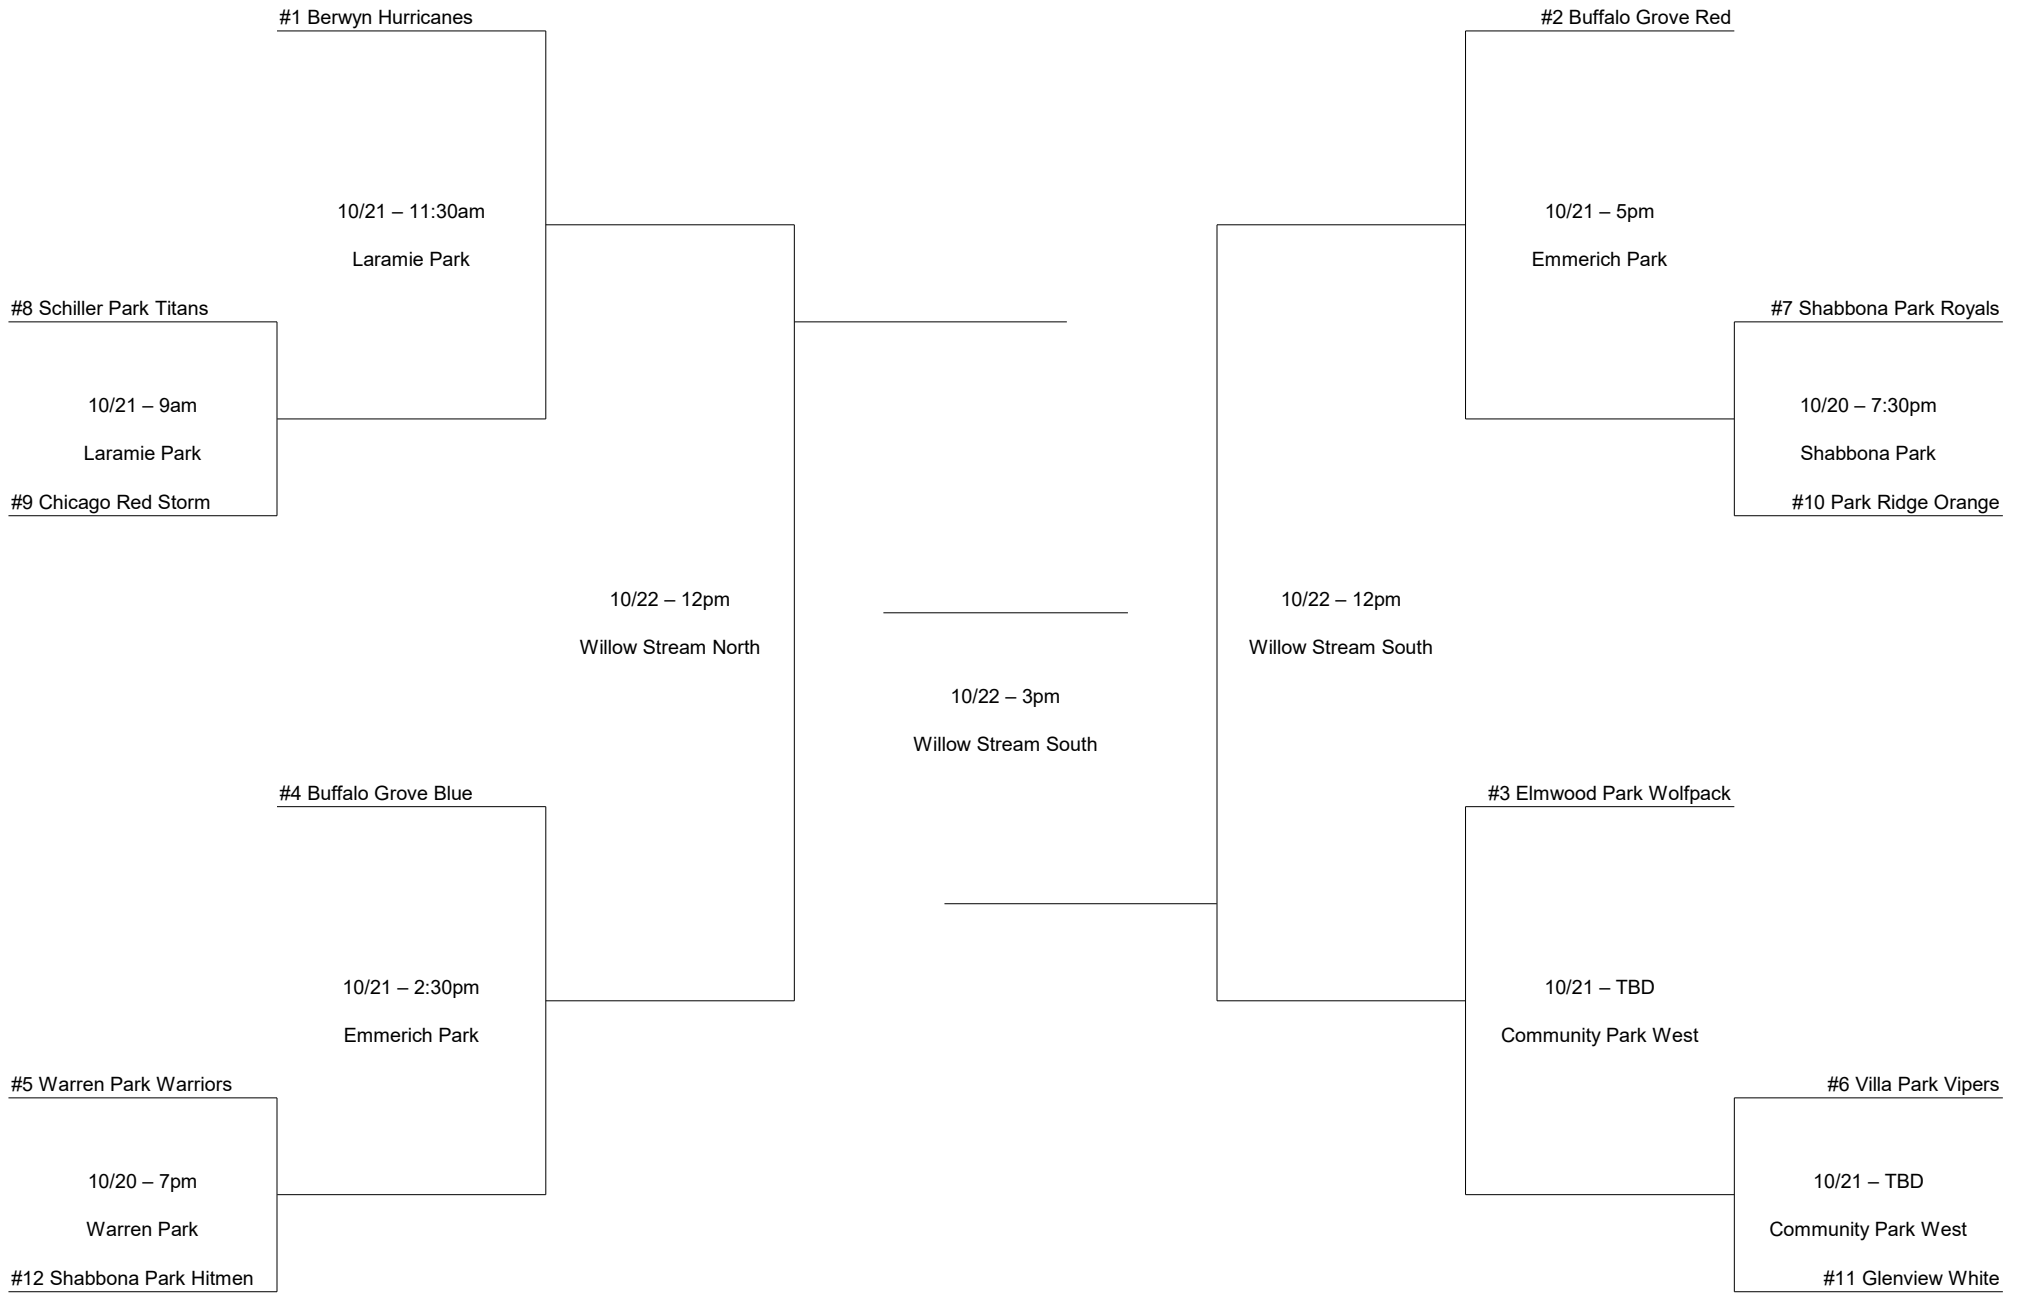 #1 Berwyn Hurricanes
#2 Buffalo Grove Red
10/21 – 11:30am
Laramie Park
10/21 – 5pm
Emmerich Park
#8 Schiller Park Titans
#7 Shabbona Park Royals
10/21 – 9am
Laramie Park
10/20 – 7:30pm
Shabbona Park
#9 Chicago Red Storm
#10 Park Ridge Orange
10/22 – 12pm
Willow Stream North
10/22 – 12pm
Willow Stream South
10/22 – 3pm
Willow Stream South
#4 Buffalo Grove Blue
#3 Elmwood Park Wolfpack
10/21 – 2:30pm
Emmerich Park
10/21 – TBD
Community Park West
#5 Warren Park Warriors
#6 Villa Park Vipers
10/20 – 7pm
Warren Park
10/21 – TBD
Community Park West
#12 Shabbona Park Hitmen
#11 Glenview White